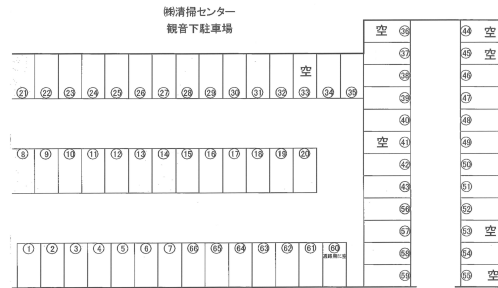 ㈱清掃センター
観音下駐車場
空 ㊱ ㊹ 空
㊲ ㊺ 空
㊳ ㊻
㊴ ㊼
㊵ ㊽
空 ㊶ ㊾
㊷ ㊿
㊸ 51
56 52
57 53 空
58 54
59 55 空
空
㉑ ㉒ ㉓ ㉔ ㉕ ㉖ ㉗ ㉘ ㉙ ㉚ ㉛ ㉜ ㉝ ㉞ ㉟
⑧ ⑨ ⑩ ⑪ ⑫ ⑬ ⑭ ⑮ ⑯ ⑰ ⑱ ⑲ ⑳
① ② ③ ④ ⑤ ⑥ ⑦ 66 65 64 63 62 61 60